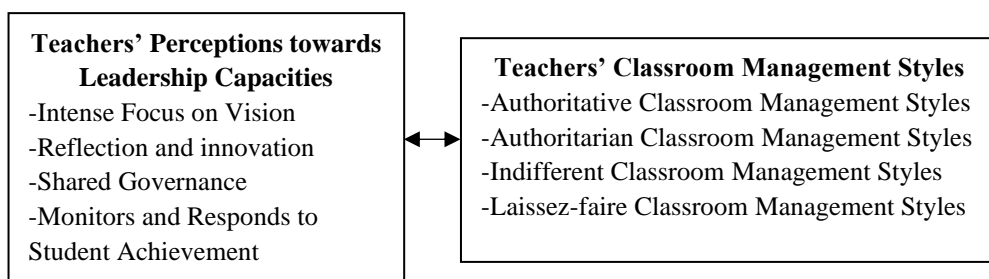 Teachers’ Perceptions towards
Leadership Capacities
-Intense Focus on Vision
-Reflection and innovation
-Shared Governance
-Monitors and Responds to
Student Achievement
Teachers’ Classroom Management Styles
-Authoritative Classroom Management Styles
-Authoritarian Classroom Management Styles
-Indifferent Classroom Management Styles
-Laissez-faire Classroom Management Styles